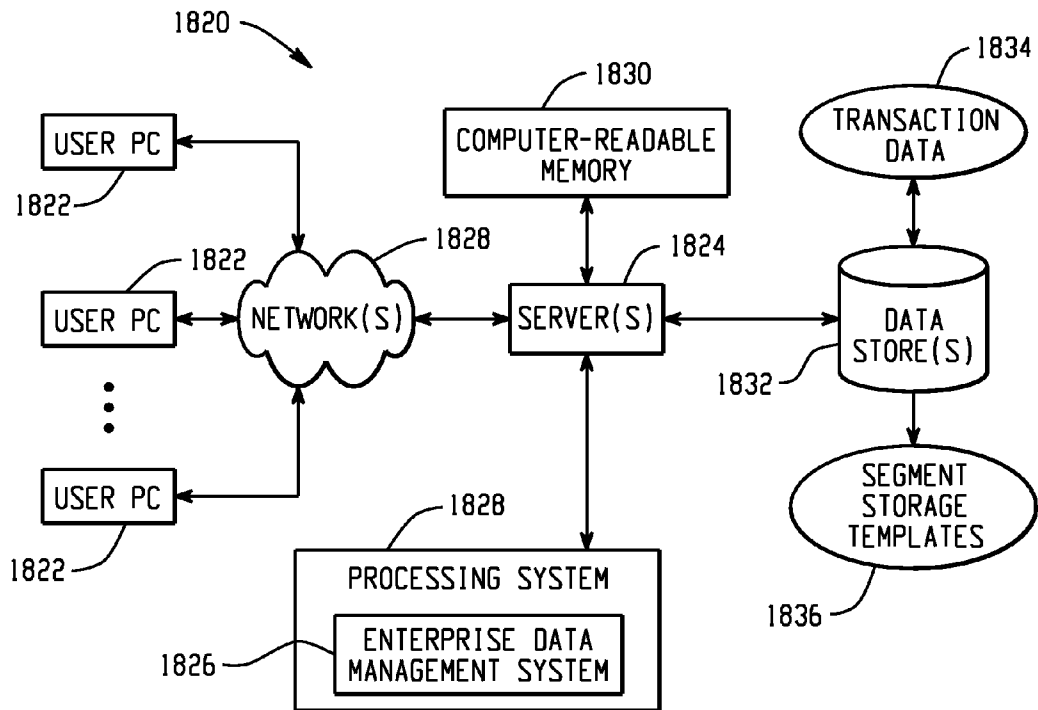 1820
1830
1834
USER PC
COMPUTER-READABLE
MEMORY
TRANSACTION
DATA
1822
1828
1824
1822
USER PC
NETWORK(S)
SERVER(S)
DATA
STORE(S)
1832
USER PC
1828
SEGMENT
STORAGE
TEMPLATES
1822
PROCESSING SYSTEM
1836
1826
ENTERPRISE DATA
MANAGEMENT SYSTEM